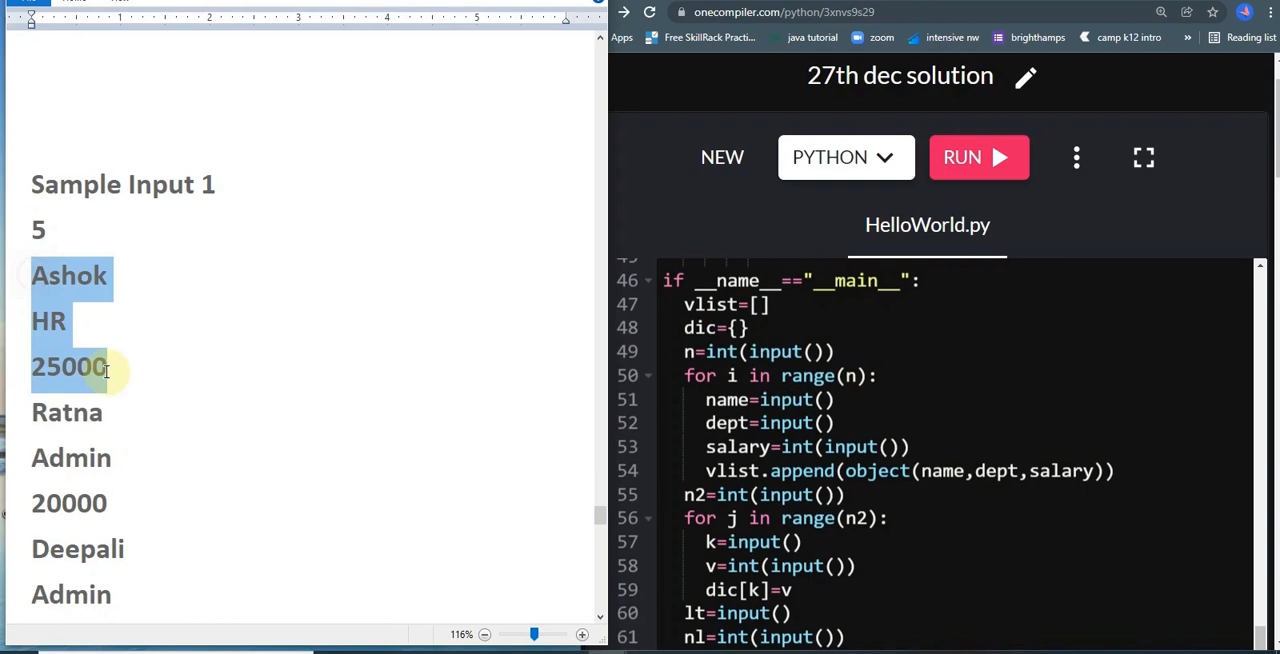 1 2 3 4 5
Sample Input 1
5
Ashok
HR
25000
Ratna
Admin
20000
Deepali
Admin
116%
onecompiler.com/python/3xnvs9s29
Apps Free SkillRack Practi... java tutorial zoom intensive nw brighthamps camp k12 intro » Reading list
27th dec solution
NEW PYTHON RUN
HelloWorld.py
46 if __name__=="__main__":
47 vlist=[]
48 dic={}
49 n=int(input())
50 for i in range(n):
51 name=input()
52 dept=input()
53 salary=int(input())
54 vlist.append(object(name,dept,salary))
55 n2=int(input())
56 for j in range(n2):
57 k=input()
58 v=int(input())
59 dic[k]=v
60 lt=input()
61 nl=int(input())